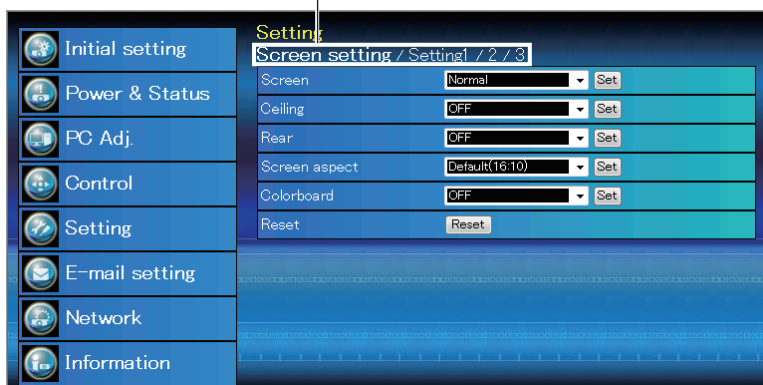 Initial setting
Power & Status
PC Adj.
Control
Setting
E-mail setting
Network
Information
Setting
Screen setting / Setting1 / 2 / 3
Screen Normal Set
Ceiling OFF Set
Rear OFF Set
Screen aspect Default(16:10) Set
Colorboard OFF Set
Reset Reset